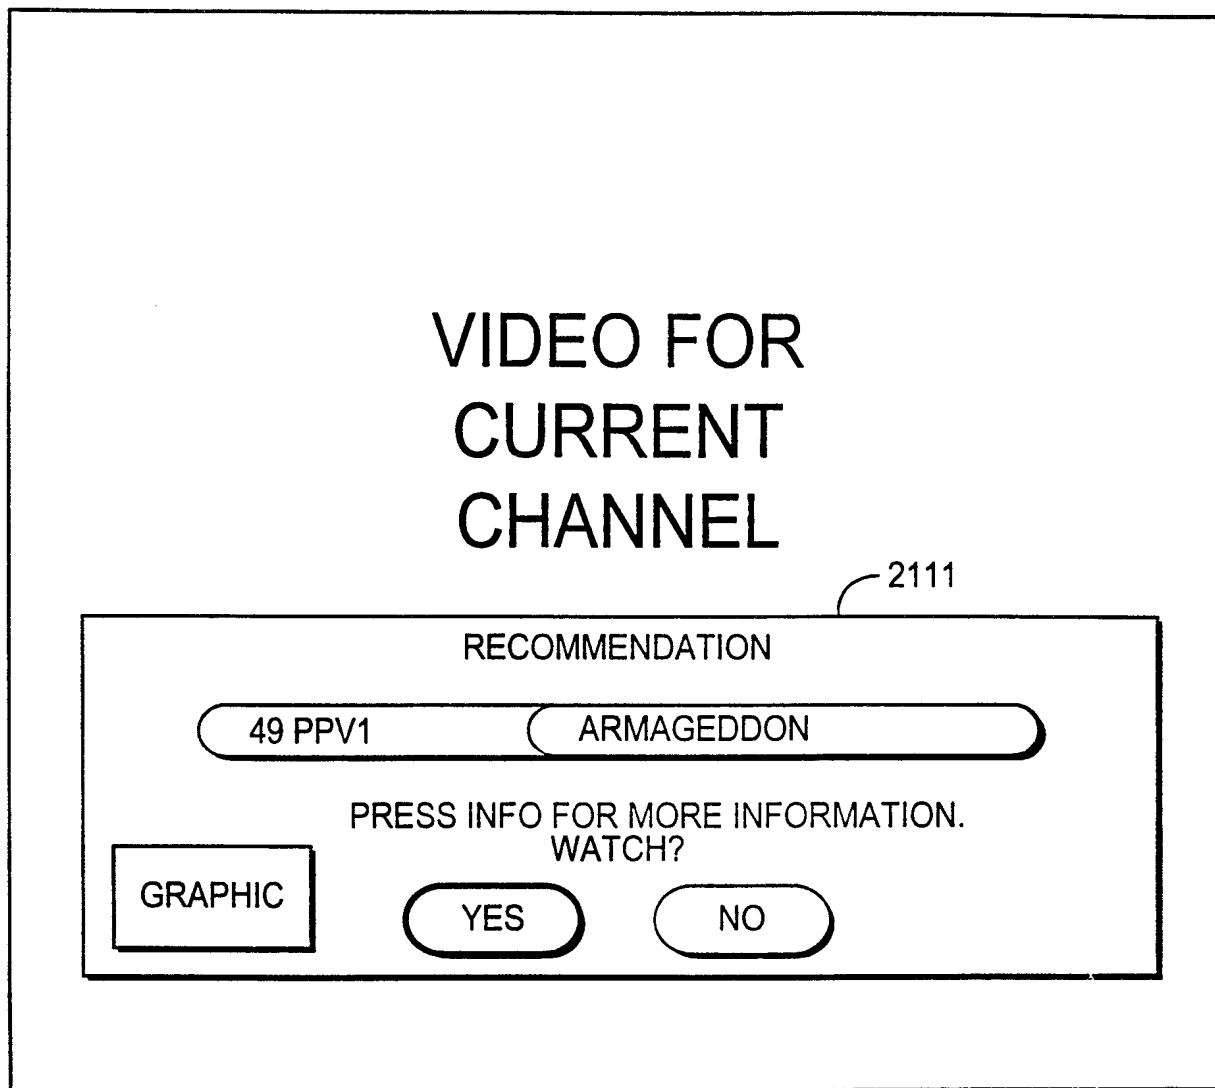 VIDEO FOR
CURRENT
CHANNEL
2111
RECOMMENDATION
49 PPV1 ARMAGEDDON
PRESS INFO FOR MORE INFORMATION.
WATCH?
GRAPHIC YES NO